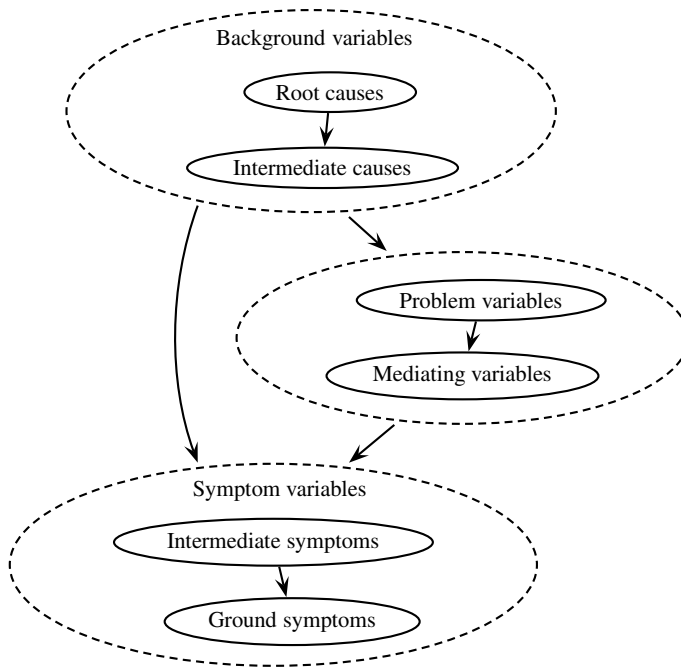 Background variables
Root causes
Intermediate causes
Problem variables
Mediating variables
Symptom variables
Intermediate symptoms
Ground symptoms